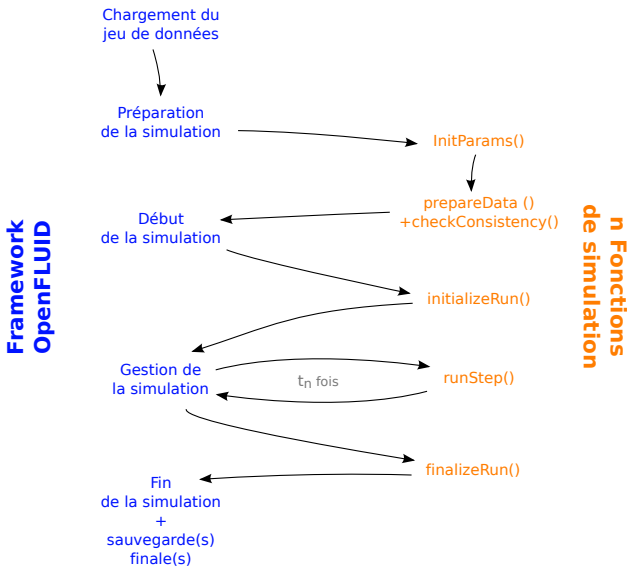 Chargement du
jeu de données
Préparation
de la simulation
InitParams()
prepareData ()
+checkConsistency()
Début
de la simulation
Framework
OpenFLUID
n Fonctions
de simulation
initializeRun()
Gestion de
la simulation
tn fois
runStep()
finalizeRun()
Fin
de la simulation
+
sauvegarde(s)
finale(s)